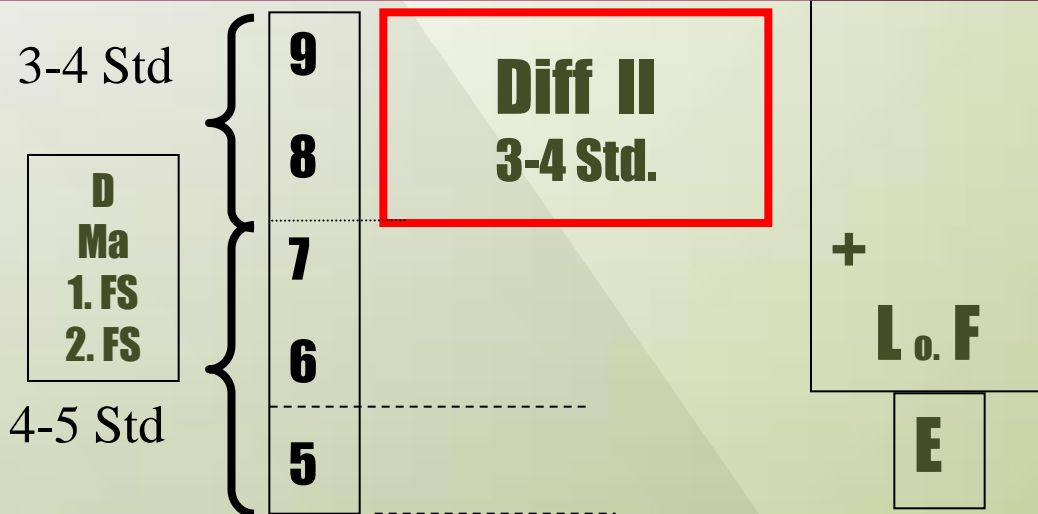 3-4 Std
D
Ma
1. FS
2. FS
4-5 Std
9
8
7
6
5
Diff II
3-4 Std.
+
L o. F
E